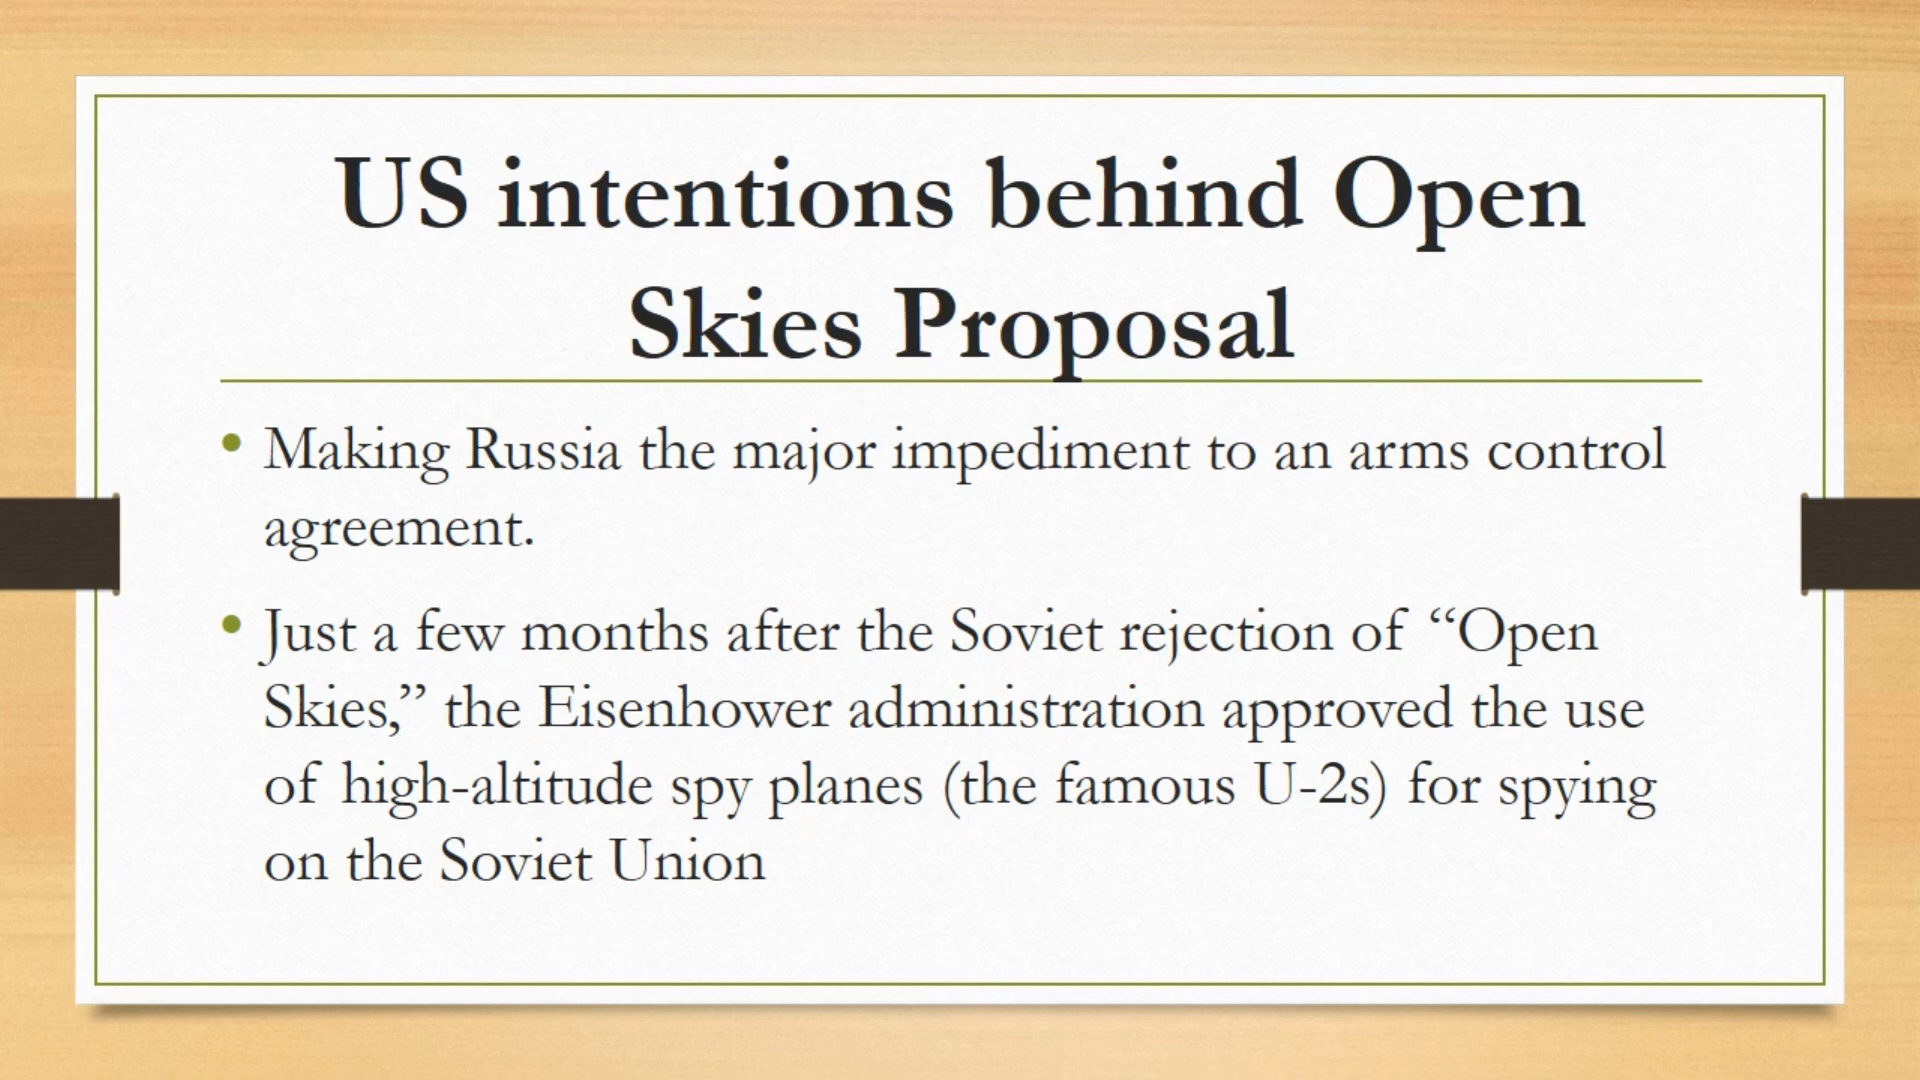 US intentions behind Open
Skies Proposal
• Making Russia the major impediment to an arms control
agreement.
• Just a few months after the Soviet rejection of “Open
Skies,” the Eisenhower administration approved the use
of high-altitude spy planes (the famous U-2s) for spying
on the Soviet Union